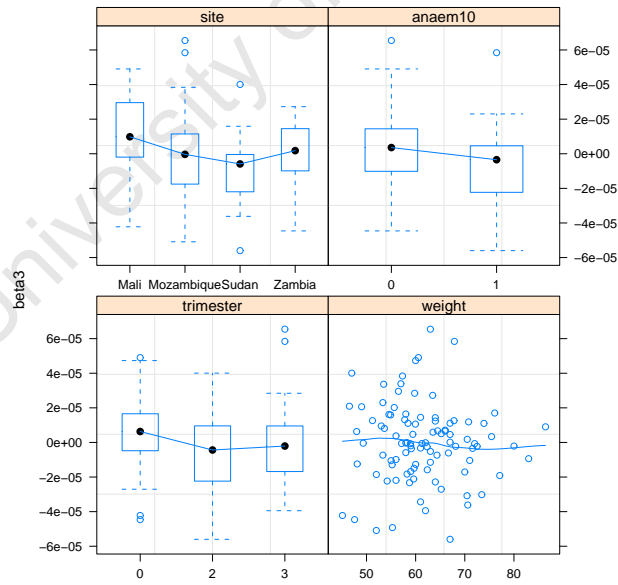 site anaem10
6e-05
4e-05
2e-05
0e+00
-2e-05
-4e-05
-6e-05
Mali Mozambique Sudan Zambia 0 1
beta3
trimester weight
6e-05
4e-05
2e-05
0e+00
-2e-05
-4e-05
-6e-05
0 2 3 50 60 70 80
University of